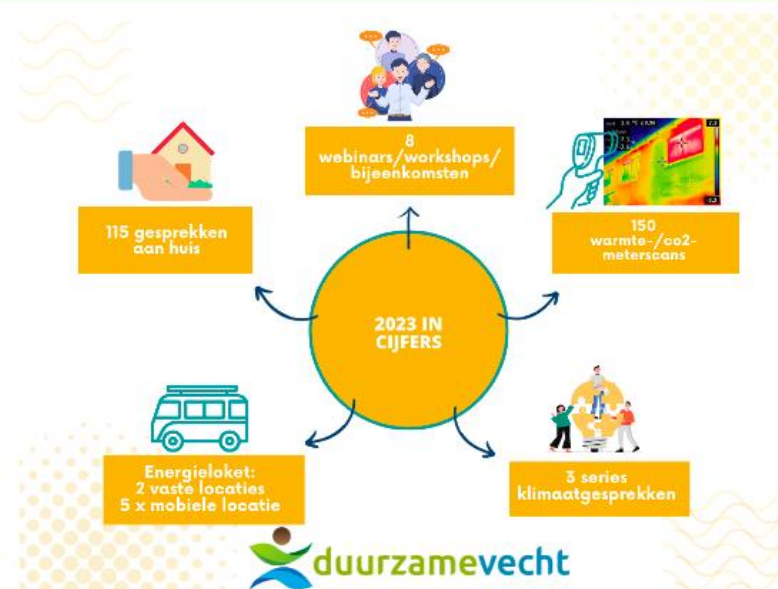 8
webinars/workshops/
bijeenkomsten
115 gesprekken
aan huis
150
warmte-/co2-
meterscans
2023 IN
CIJFERS
Energieloket:
2 vaste locaties
5 x mobiele locatie
3 series
klimaatgesprekken
duurzamevecht